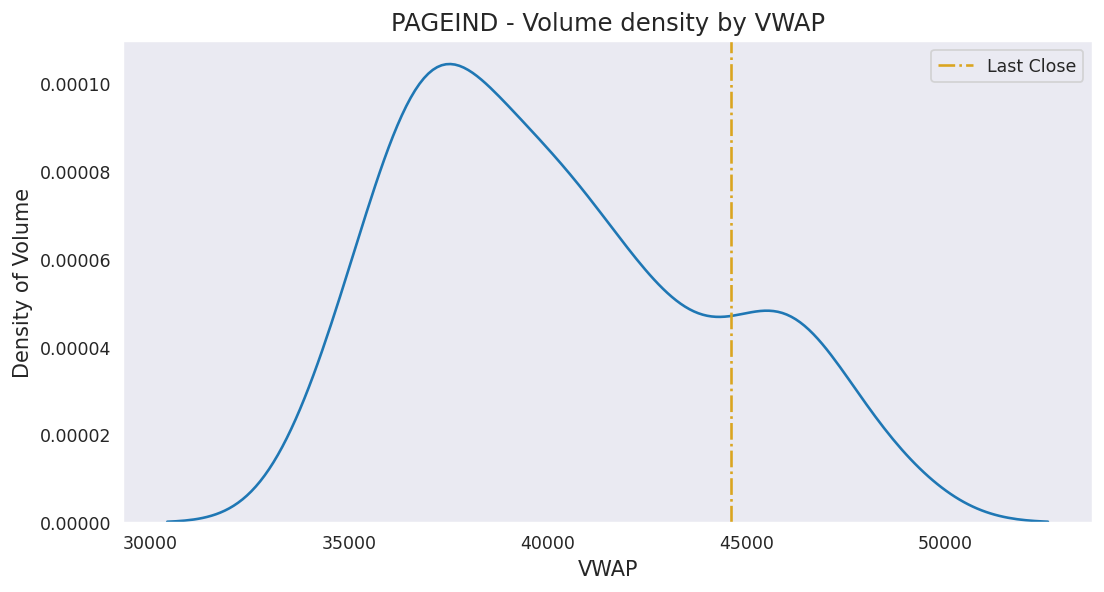 PAGEIND - Volume density by VWAP
Last Close
Density of Volume
0.00010
0.00008
0.00006
0.00004
0.00002
0.00000
30000
35000
40000
45000
50000
VWAP